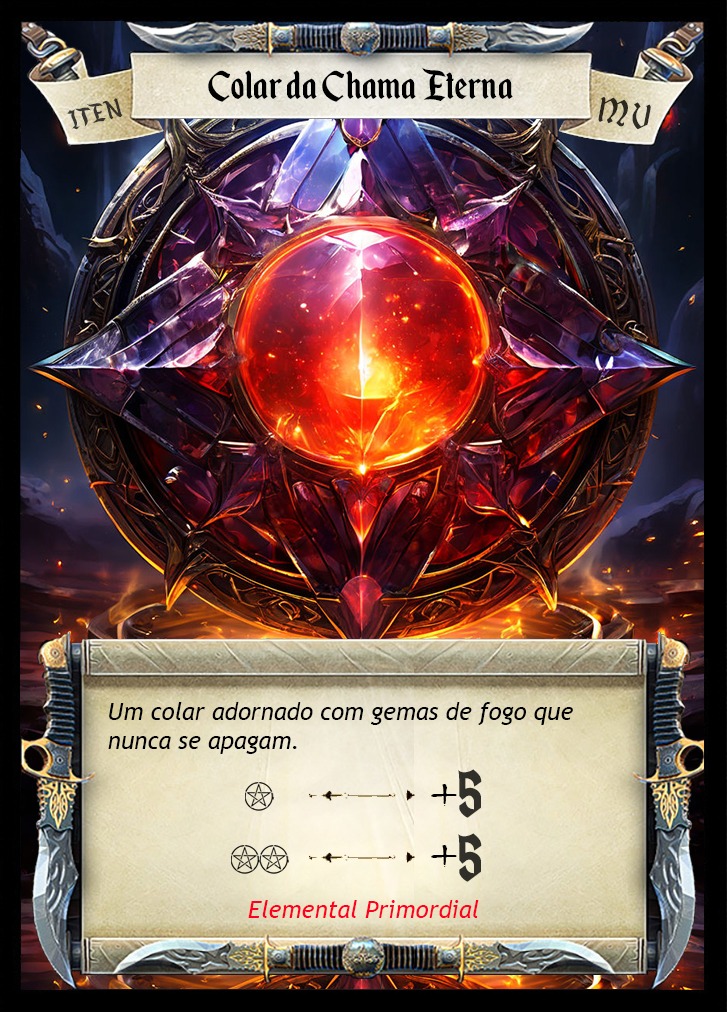 Colar da Chama Eterna
ITEN
MU
Um colar adornado com gemas de fogo que
nunca se apagam.
+5
+5
Elemental Primordial